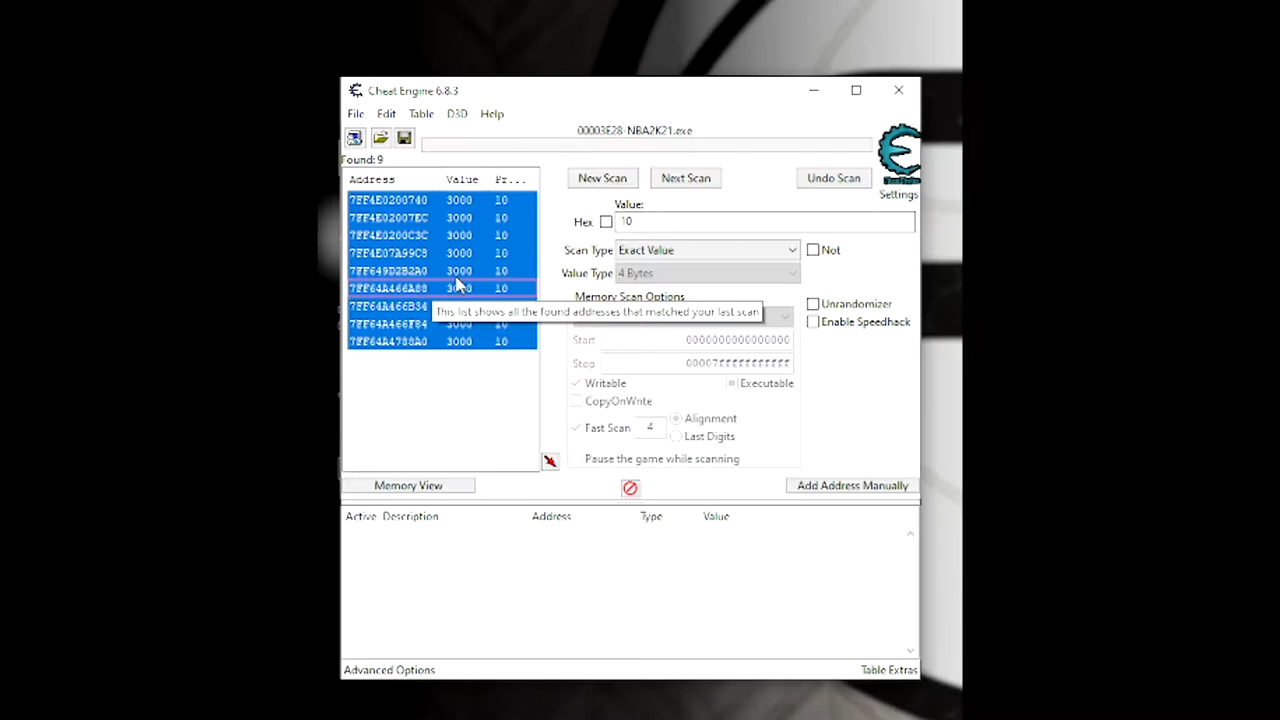 Cheat Engine 6.8.3
File Edit Table D3D Help
00003E28-NBA2K21.exe
Found: 9
Address Value Pr...
7FF4E0200740 3000 10
7FF4E02007EC 3000 10
7FF4E0200C3C 3000 10
7FF4E07A99C8 3000 10
7FF649D2B2A0 3000 10
7FF64A466A88 3000 10
7FF64A466B34
7FF64A466F84 3000 10
7FF64A4788A0 3000 10
New Scan Next Scan Undo Scan
Settings
Value:
Hex 10
Scan Type Exact Value Not
Value Type 4 Bytes
Memory Scan Options
This list shows all the found addresses that matched your last scan
Unrandomizer
Enable Speedhack
Start 0000000000000000
Stop 00007fffffffffff
Writable Executable
CopyOnWrite
Fast Scan 4 Alignment
Last Digits
Pause the game while scanning
Memory View Add Address Manually
Active Description Address Type Value
Advanced Options Table Extras